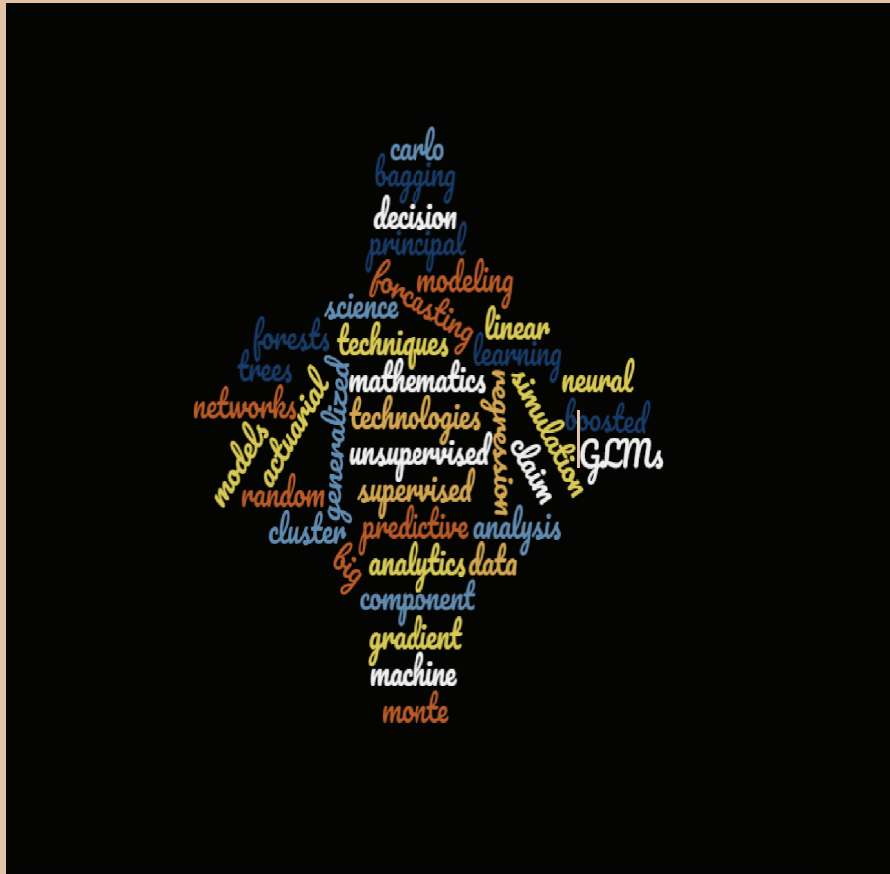 carlo
bagging
decision
principal
forcasting
modeling
science
linear
forests
techniques
learning
trees
mathematics
neural
networks
actuarial
generalized
technologies
regression
simulation
boosted
models
unsupervised
claim
GLMs
random
supervised
cluster
predictive
analysis
big
analytics
data
component
gradient
machine
monte